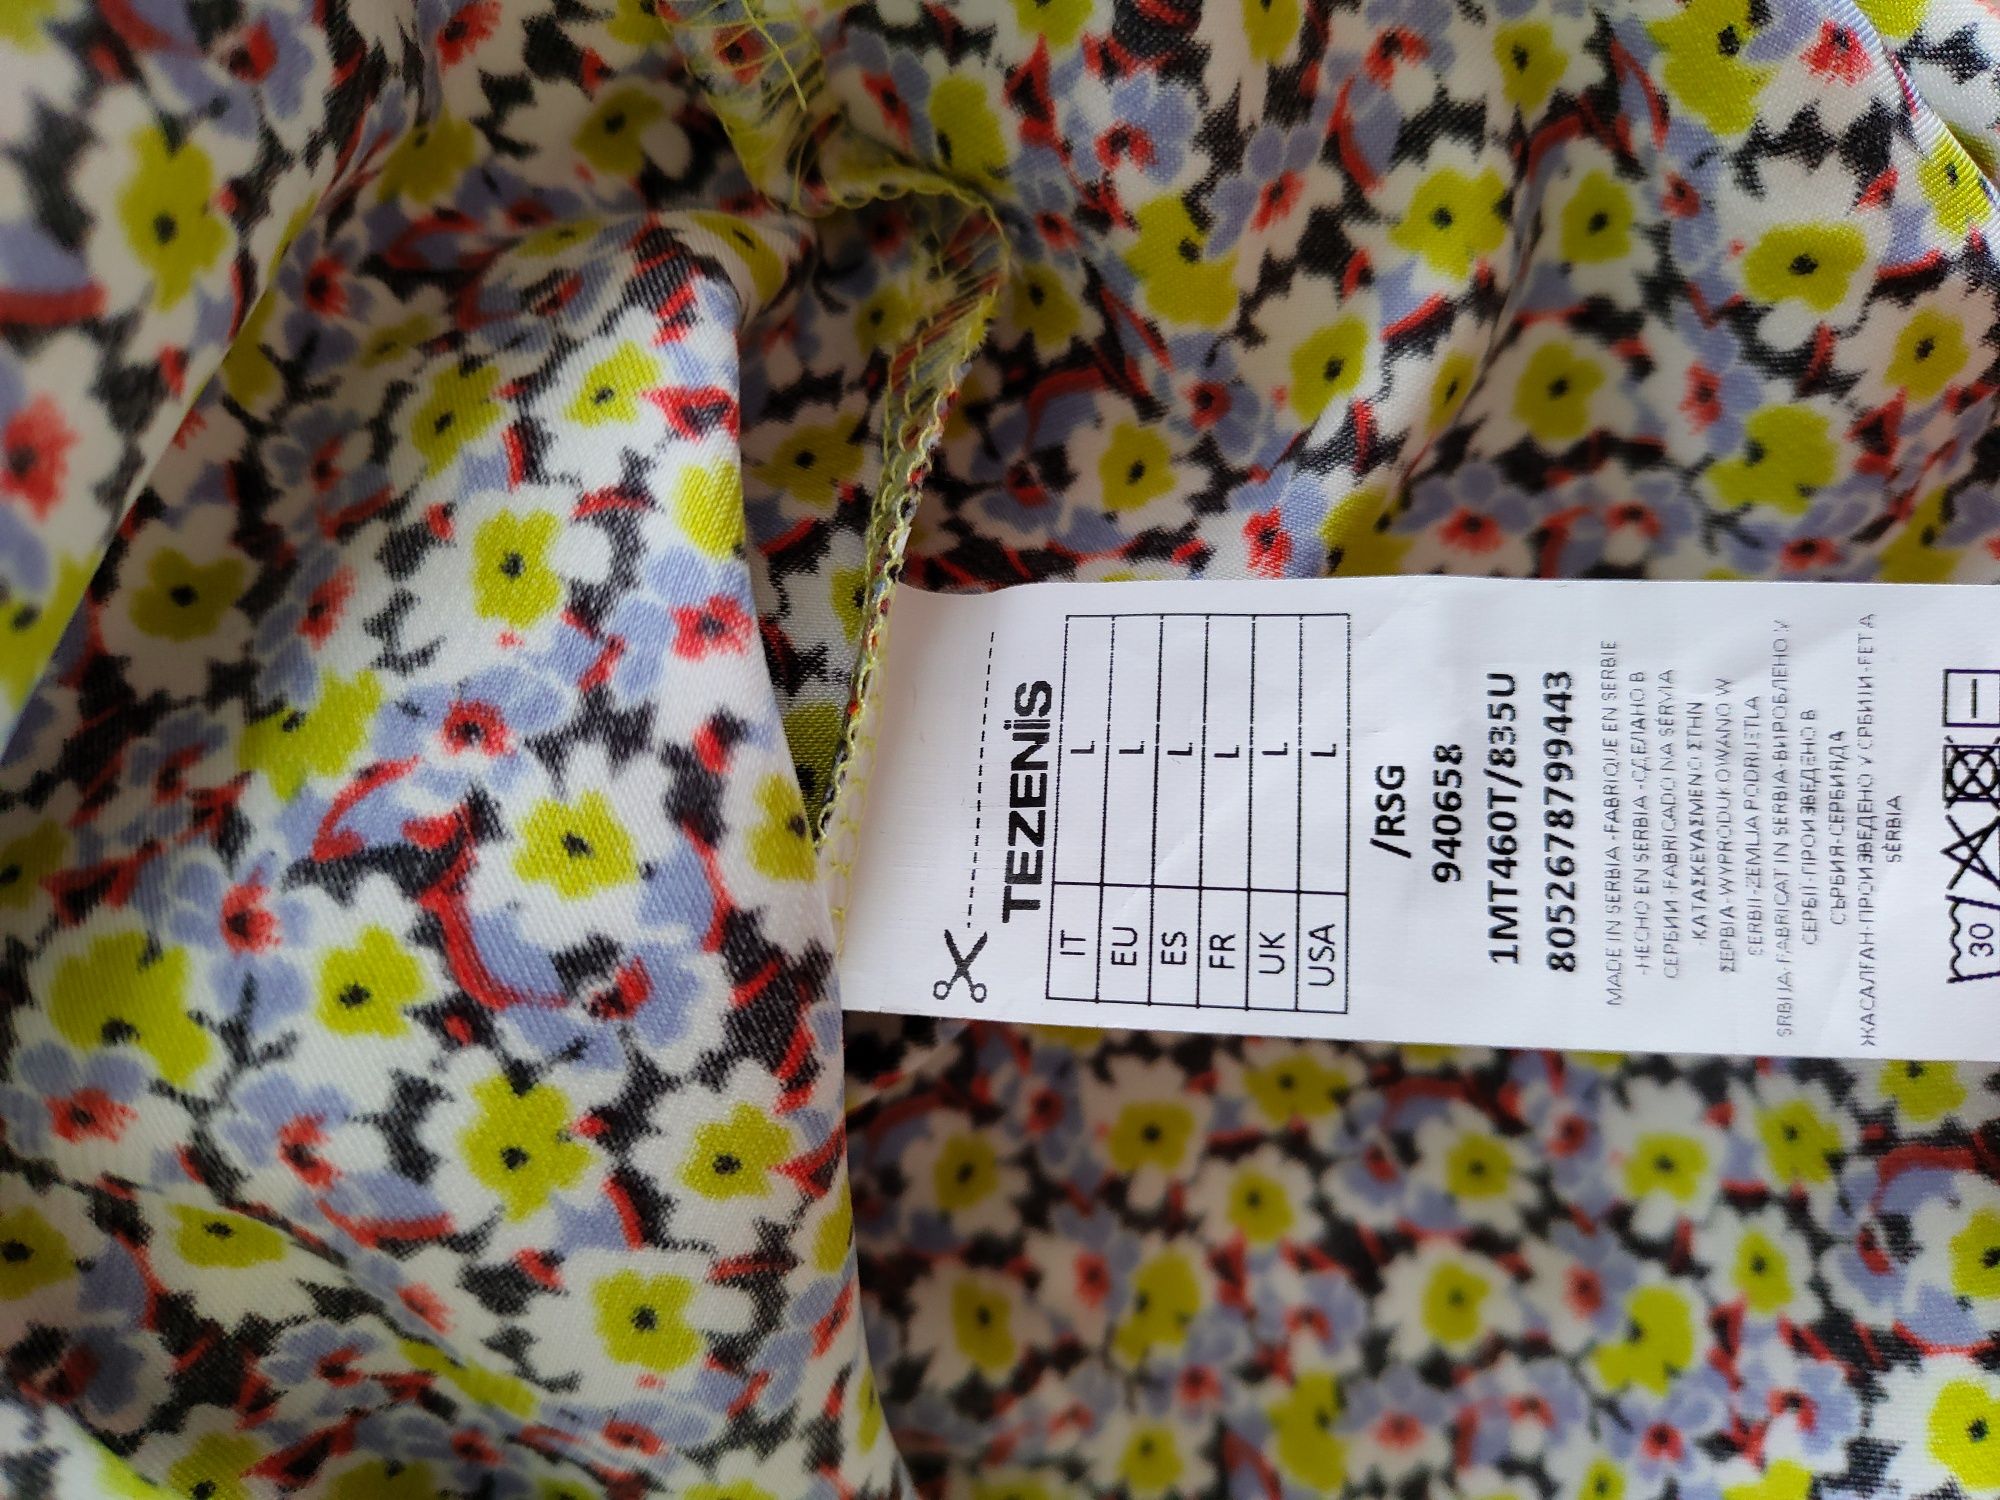 TEZENIS
IT L
EU L
ES L
FR L
UK L
USA L
/RSG
940658
1MT460T/835U
8052678799443
MADE IN SERBIA -FABRIQUE EN SERBIE
-HECHO EN SERBIA -СДЕЛАНО В
СЕРБИИ -FABRICADO NA SÉRVIA
-ΚΑΤΑΣΚΕΥΑΣΜΕΝΟ ΣΤΗΝ
ΣΕΡΒΙΑ-WYPRODUKOWANO W
SERBII-ZEMLJA PODRIJETLA
SRBIJA-FABRICAT IN SERBIA-ВИРОБЛЕНО У
СЕРБІЇ-ПРОИЗВЕДЕНО В
СЪРБИЯ-СЕРБИЯДА
ЖАСАЛҒАН-ПРОИЗВЕДЕНО У СРБИЈИ-FET A
SÈRBIA
30